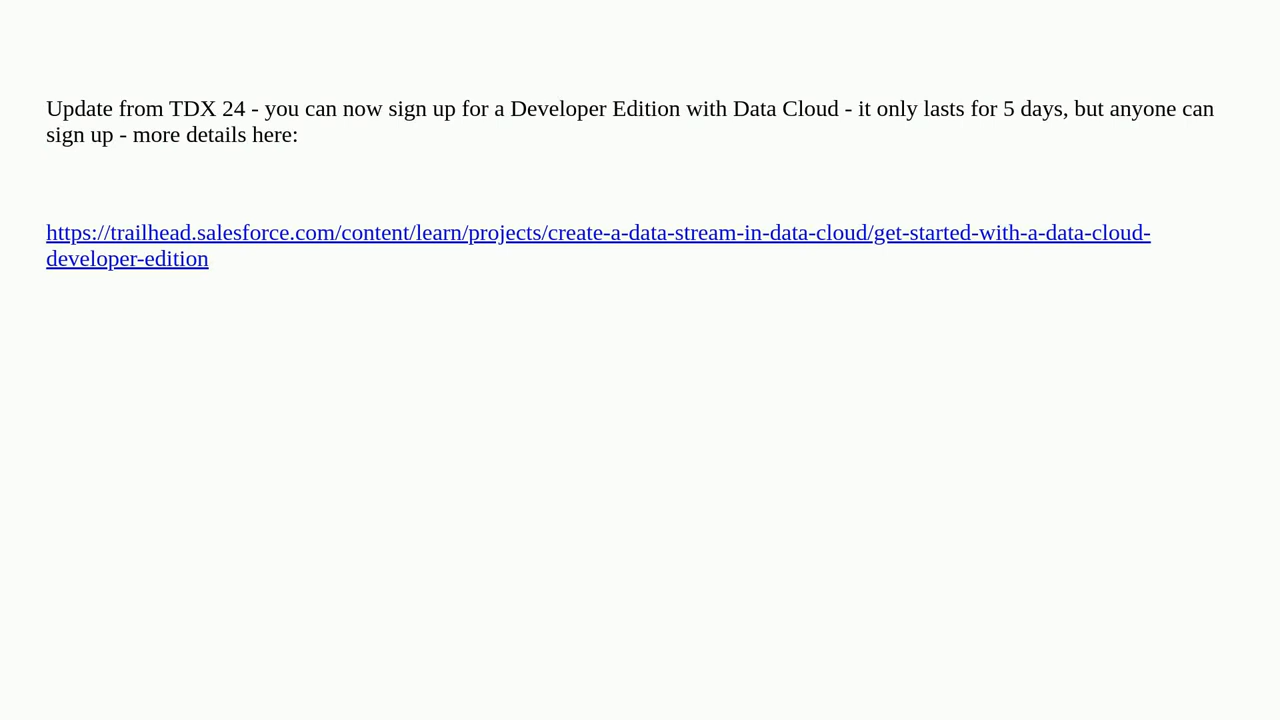 Update from TDX 24 - you can now sign up for a Developer Edition with Data Cloud - it only lasts for 5 days, but anyone can
sign up - more details here:
https://trailhead.salesforce.com/content/learn/projects/create-a-data-stream-in-data-cloud/get-started-with-a-data-cloud-
developer-edition